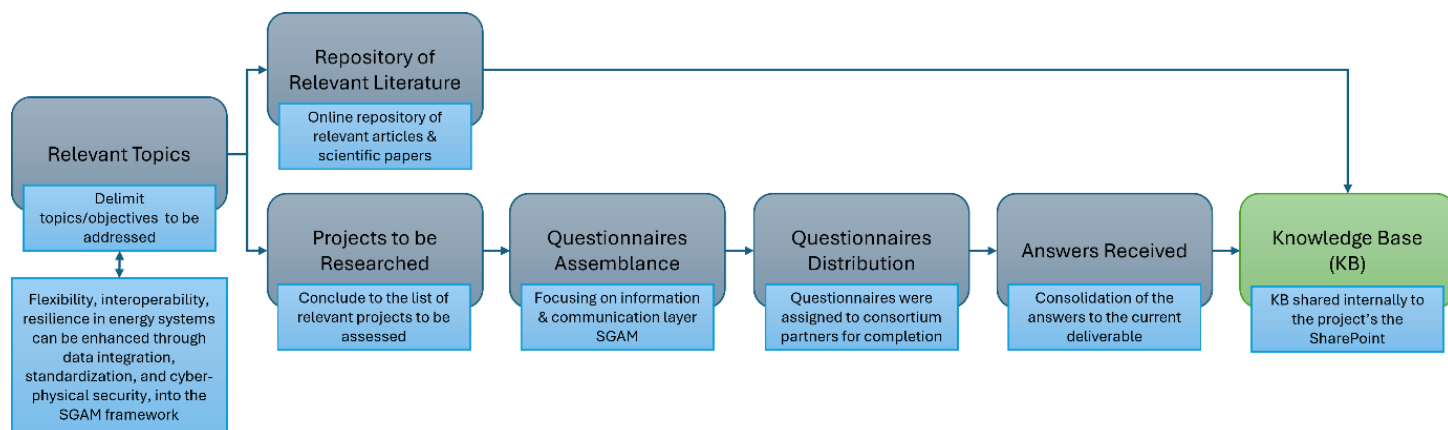 Relevant Topics
Delimit
topics/objectives to be
addressed
Flexibility, interoperability,
resilience in energy systems
can be enhanced through
data integration,
standardization, and cyber-
physical security, into the
SGAM framework
Repository of
Relevant Literature
Online repository of
relevant articles &
scientific papers
Projects to be
Researched
Conclude to the list of
relevant projects to be
assessed
Questionnaires
Assemblance
Focusing on information
& communication layer
SGAM
Questionnaires
Distribution
Questionnaires were
assigned to consortium
partners for completion
Answers Received
Consolidation of the
answers to the current
deliverable
Knowledge Base
(KB)
KB shared internally to
the project's the
SharePoint